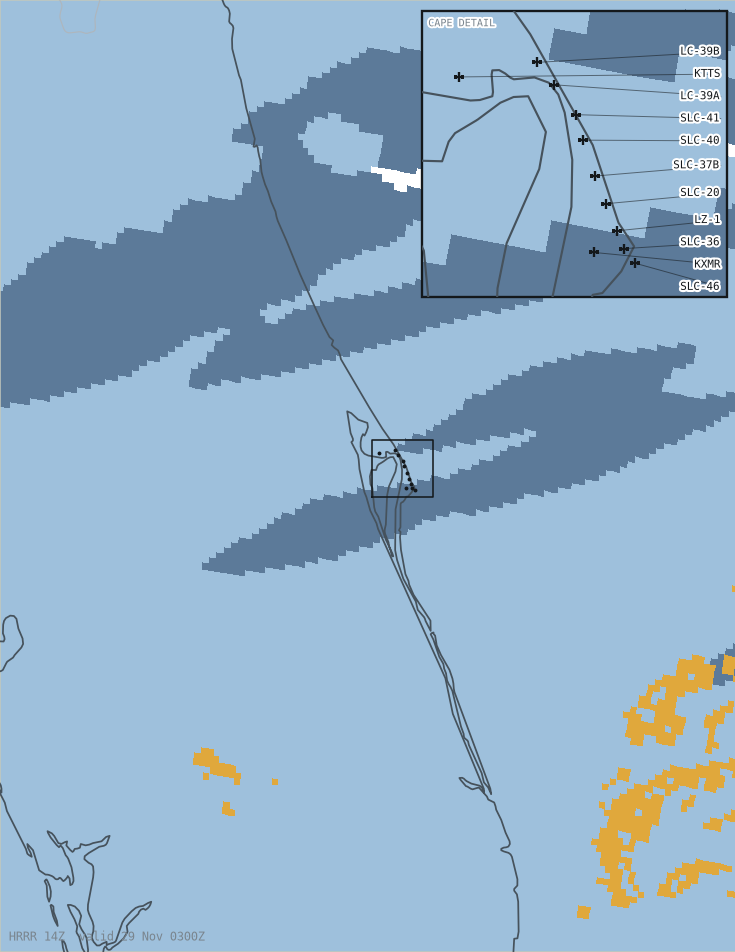 CAPE DETAIL
LC-39B
KTTS
LC-39A
SLC-41
SLC-40
SLC-37B
SLC-20
LZ-1
SLC-36
KXMR
SLC-46
HRRR 14Z  valid 29 Nov 0300Z